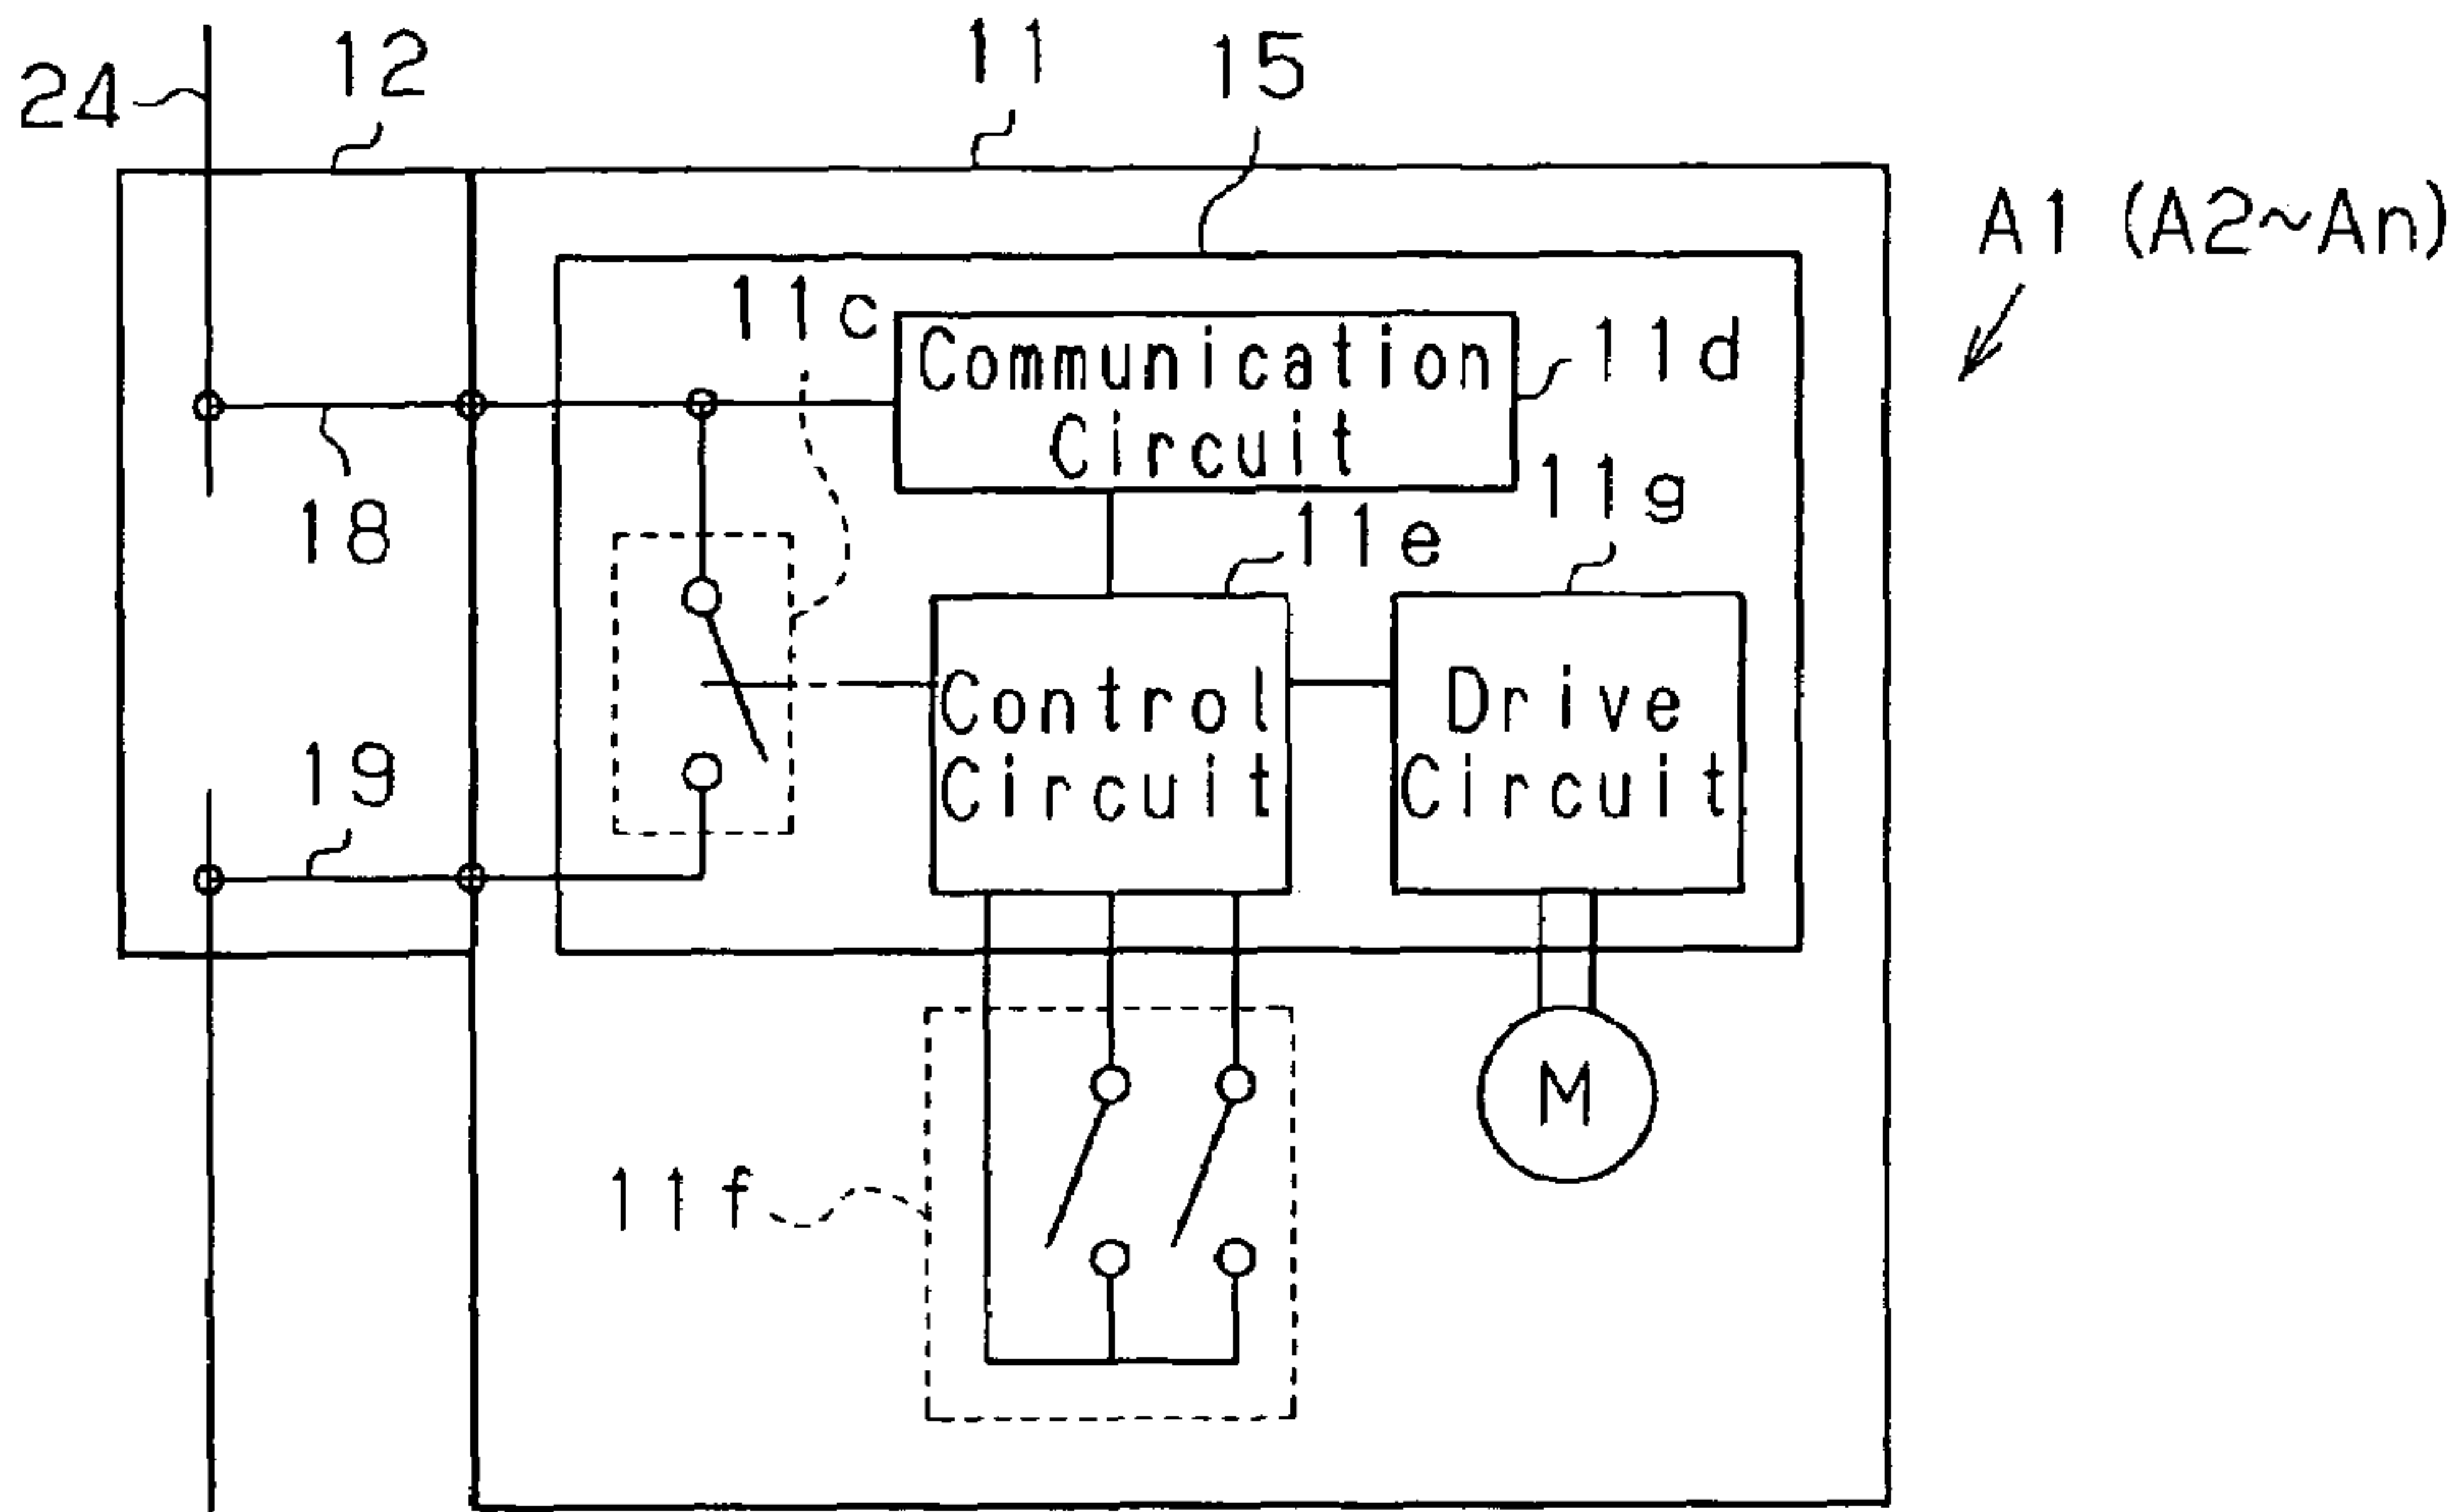 24
12
11
15
A1 (A2~An)
11c
Communication
Circuit
11d
18
11e
11g
Control
Circuit
Drive
Circuit
19
M
11f